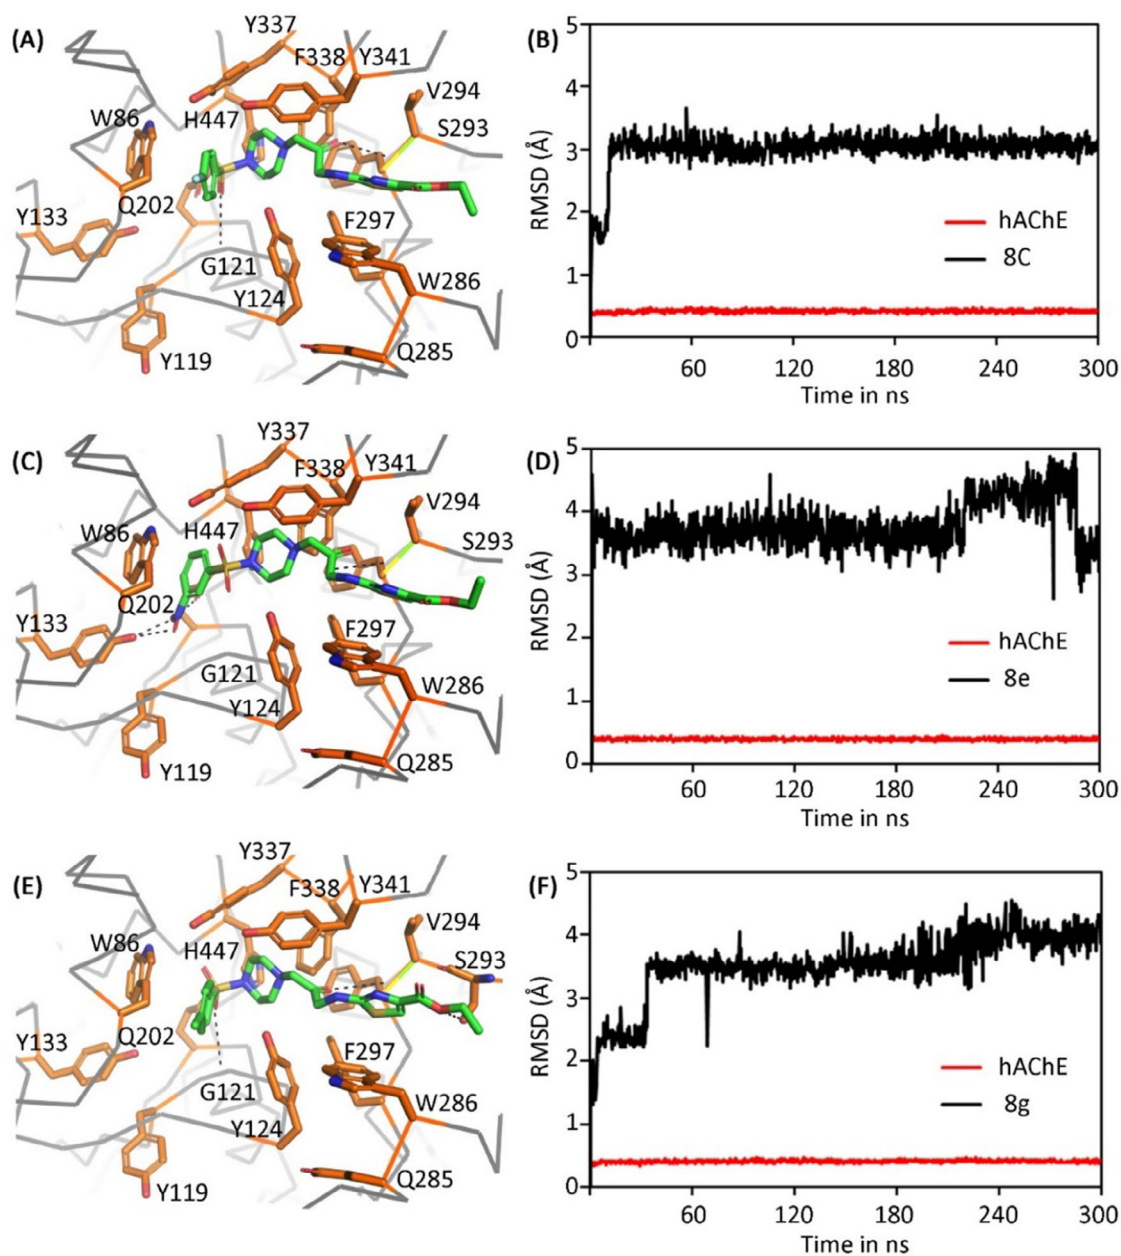 (A)
Y337
F338 Y341
V294
W86 H447
S293
Q202
Y133
F297
G121
W286
Y124
Q285
Y119
(B)
5
4
3
2
1
0
RMSD (Å)
hAChE
8C
60 120 180 240 300
Time in ns
(C)
Y337
F338 Y341
V294
W86 H447
S293
Q202
Y133
F297
G121
W286
Y124
Q285
Y119
(D)
5
4
3
2
1
0
RMSD (Å)
hAChE
8e
60 120 180 240 300
Time in ns
(E)
Y337
F338 Y341
V294
W86 H447
S293
Q202
Y133
F297
G121
W286
Y124
Q285
Y119
(F)
5
4
3
2
1
0
RMSD (Å)
hAChE
8g
60 120 180 240 300
Time in ns